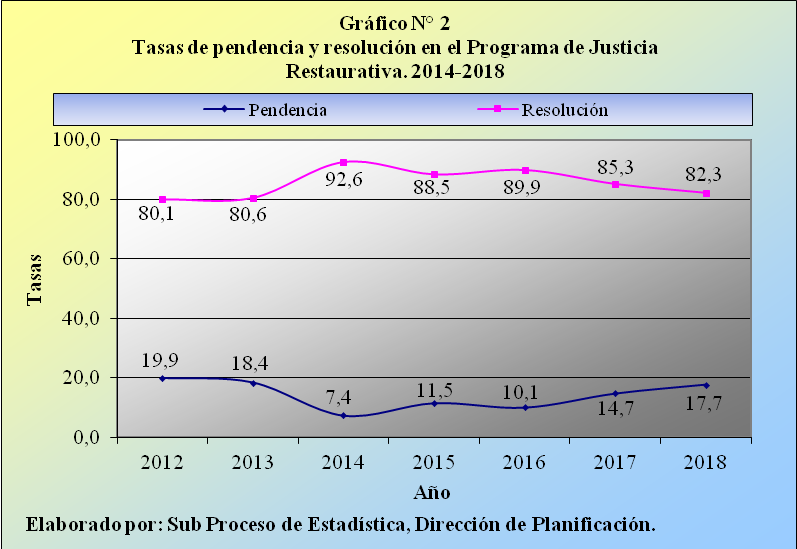 Gráfico N° 2
Tasas de pendencia y resolución en el Programa de Justicia
Restaurativa. 2014-2018
Pendencia Resolución
100,0
80,0
60,0
40,0
20,0
0,0
Tasas
80,1 80,6 92,6 88,5 89,9 85,3 82,3
19,9 18,4 7,4 11,5 10,1 14,7 17,7
2012 2013 2014 2015 2016 2017 2018
Año
Elaborado por: Sub Proceso de Estadística, Dirección de Planificación.